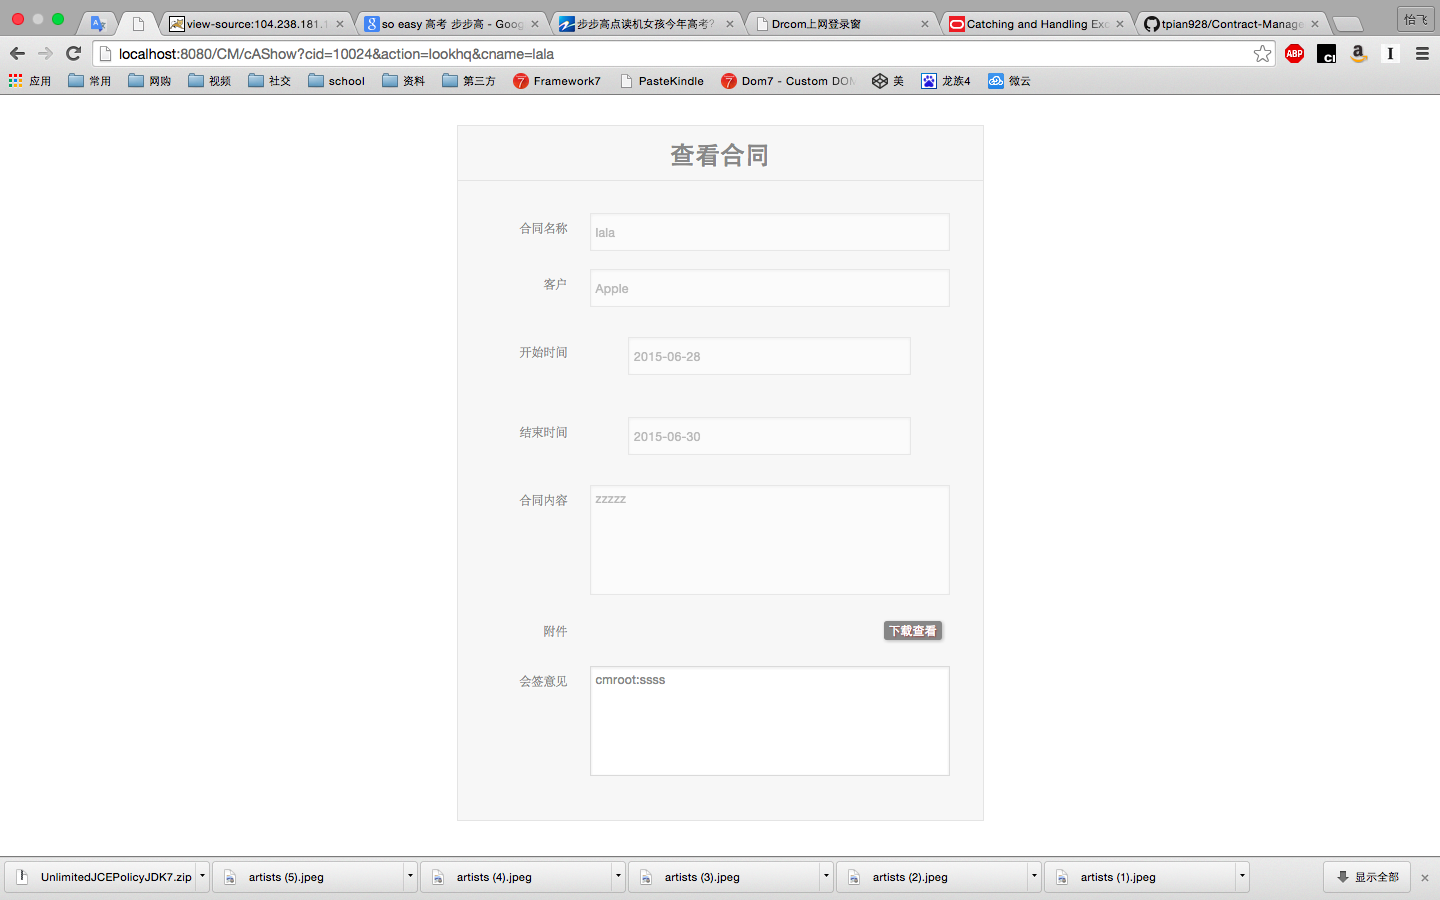 view-source:104.238.181.1
so easy 高考 步步高 - Goog
步步高点读机女孩今年高考?
Drcom上网登录窗
Catching and Handling Exc
tpian928/Contract-Manage
怡飞
localhost:8080/CM/cAShow?cid=10024&action=lookhq&cname=lala
应用 常用 网购 视频 社交 school 资料 第三方 Framework7 PasteKindle Dom7 - Custom DOM 美 龙族4 微云
查看合同
合同名称 lala
客户 Apple
开始时间 2015-06-28
结束时间 2015-06-30
合同内容 zzzzz
附件 下载查看
会签意见 cmroot:ssss
UnlimitedJCEPolicyJDK7.zip artists (5).jpeg artists (4).jpeg artists (3).jpeg artists (2).jpeg artists (1).jpeg 显示全部